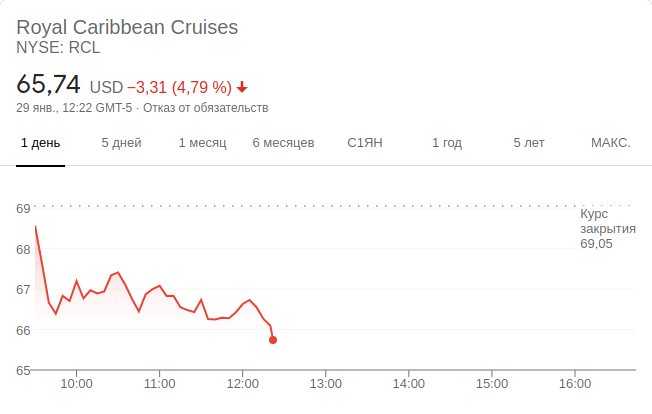 Royal Caribbean Cruises
NYSE: RCL
65,74 USD −3,31 (4,79 %)
29 янв., 12:22 GMT-5 · Отказ от обязательств
1 день 5 дней 1 месяц 6 месяцев С1ЯН 1 год 5 лет МАКС.
69
Курс
закрытия
69,05
68
67
66
65
10:00 11:00 12:00 13:00 14:00 15:00 16:00